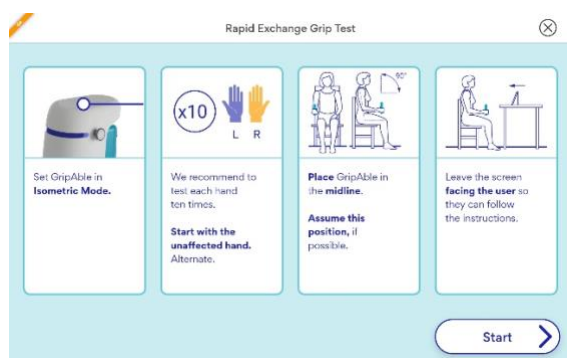 Rapid Exchange Grip Test
Set GripAble in
Isometric Mode.
x10
L R
We recommend to
test each hand
ten times.
Start with the
unaffected hand.
Alternate.
90°
Place GripAble in
the midline.
Assume this
position, if
possible.
Leave the screen
facing the user so
they can follow
the instructions.
Start